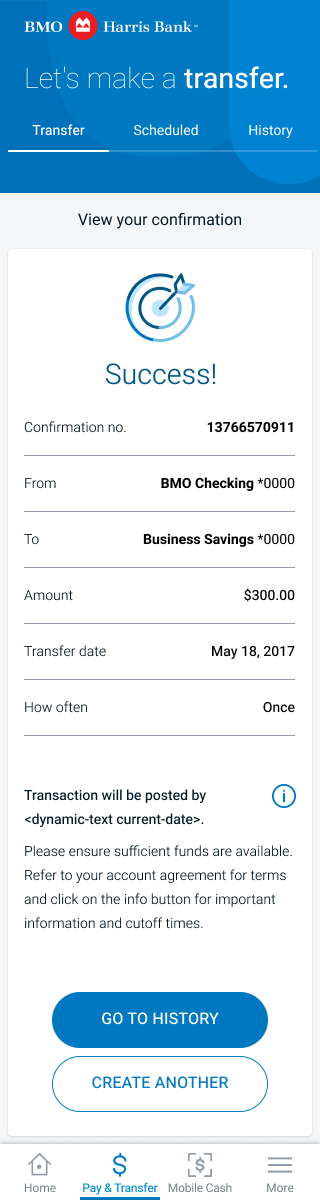 BMO Harris Bank
Let's make a transfer.
Transfer Scheduled History
View your confirmation
Success!
Confirmation no. 13766570911
From BMO Checking *0000
To Business Savings *0000
Amount $300.00
Transfer date May 18, 2017
How often Once
Transaction will be posted by
<dynamic-text current-date>.
Please ensure sufficient funds are available.
Refer to your account agreement for terms
and click on the info button for important
information and cutoff times.
GO TO HISTORY
CREATE ANOTHER
Home Pay & Transfer Mobile Cash More